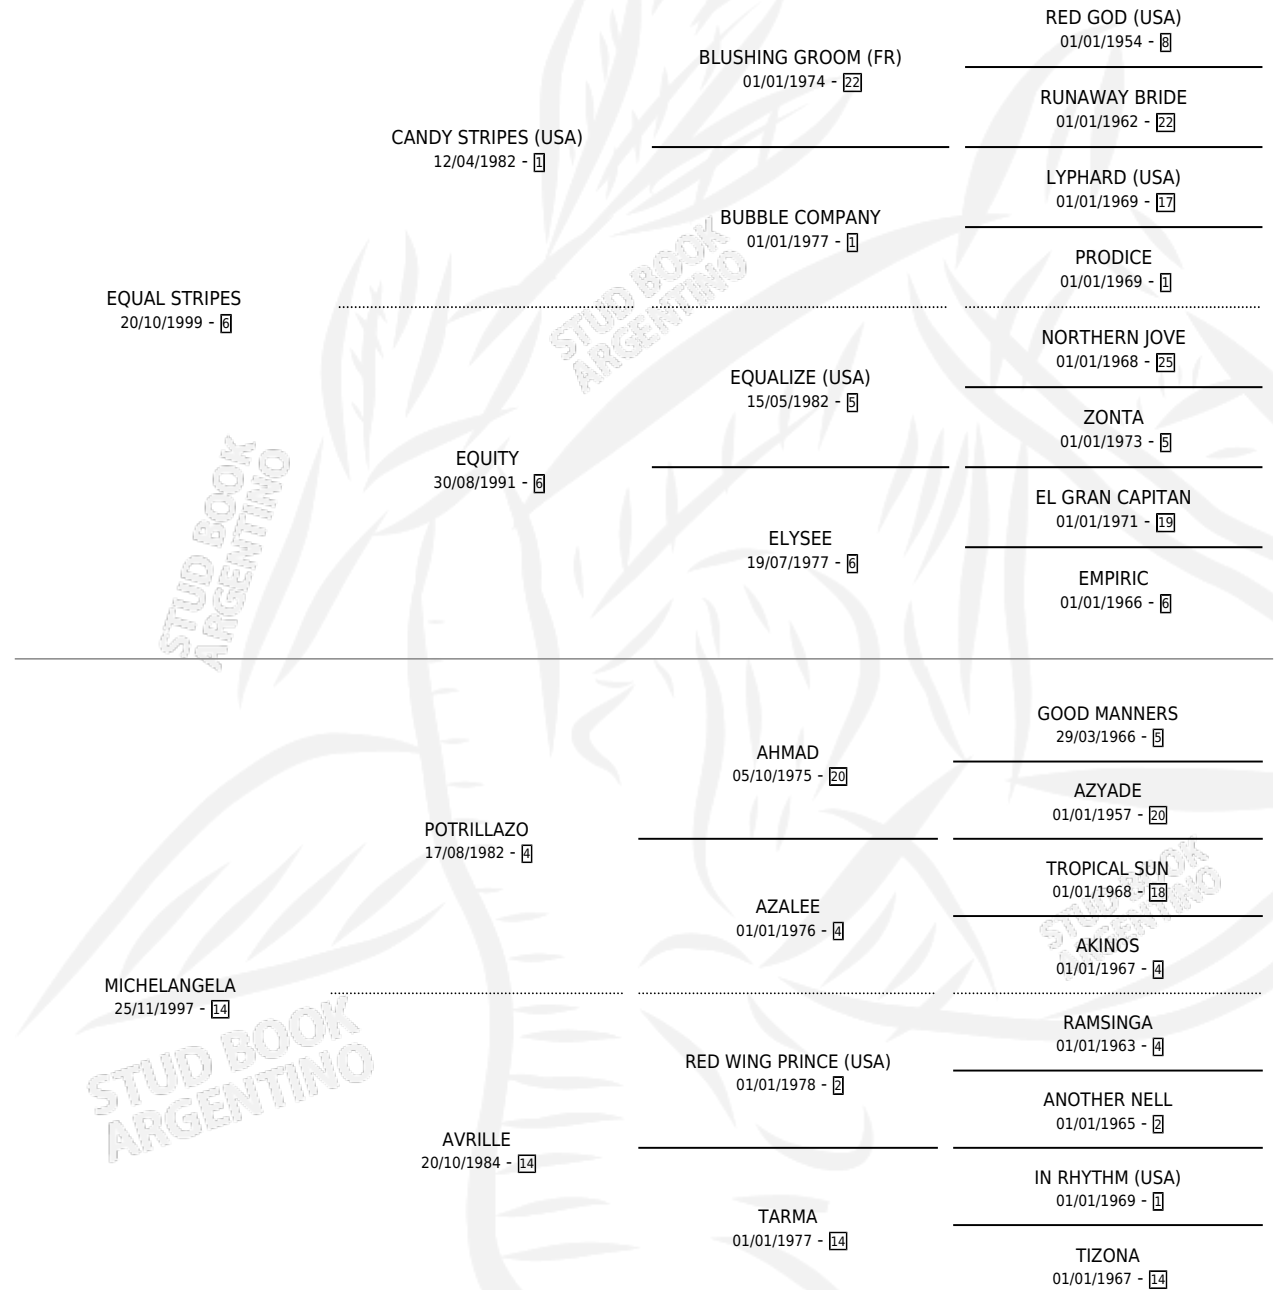 RED GOD (USA)
01/01/1954 - 8
BLUSHING GROOM (FR)
01/01/1974 - 22
RUNAWAY BRIDE
01/01/1962 - 22
CANDY STRIPES (USA)
12/04/1982 - 1
LYPHARD (USA)
01/01/1969 - 17
BUBBLE COMPANY
01/01/1977 - 1
PRODICE
01/01/1969 - 1
EQUAL STRIPES
20/10/1999 - 6
NORTHERN JOVE
01/01/1968 - 25
EQUALIZE (USA)
15/05/1982 - 5
ZONTA
01/01/1973 - 5
EQUITY
30/08/1991 - 6
EL GRAN CAPITAN
01/01/1971 - 19
ELYSEE
19/07/1977 - 6
EMPIRIC
01/01/1966 - 6
STUD BOOK
ARGENTINO
STUD BOOK
ARGENTINO
GOOD MANNERS
29/03/1966 - 5
AHMAD
05/10/1975 - 20
AZYADE
01/01/1957 - 20
POTRILLAZO
17/08/1982 - 4
TROPICAL SUN
01/01/1968 - 18
AZALEE
01/01/1976 - 4
AKINOS
01/01/1967 - 4
MICHELANGELA
25/11/1997 - 14
RAMSINGA
01/01/1963 - 4
RED WING PRINCE (USA)
01/01/1978 - 2
ANOTHER NELL
01/01/1965 - 2
AVRILLE
20/10/1984 - 14
IN RHYTHM (USA)
01/01/1969 - 1
TARMA
01/01/1977 - 14
TIZONA
01/01/1967 - 14
STUD BOOK
ARGENTINO
STUD BOOK
ARGENTINO